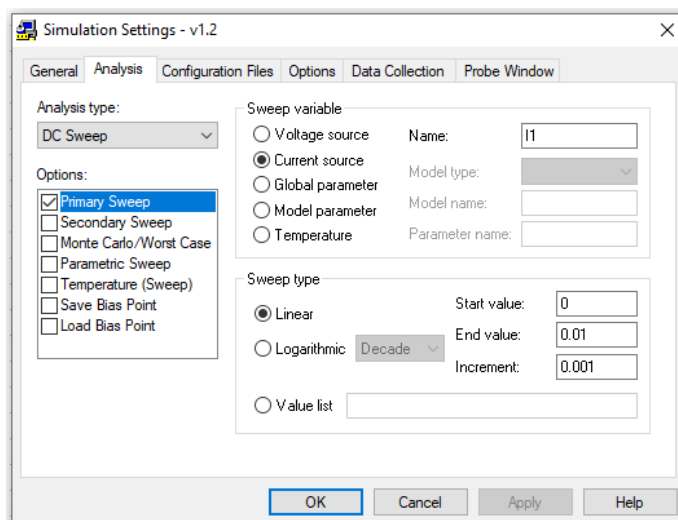 Simulation Settings - v1.2
General Analysis Configuration Files Options Data Collection Probe Window
Analysis type:
DC Sweep
Options:
Primary Sweep
Secondary Sweep
Monte Carlo/Worst Case
Parametric Sweep
Temperature (Sweep)
Save Bias Point
Load Bias Point
Sweep variable
Voltage source
Current source
Global parameter
Model parameter
Temperature
Name: I1
Model type:
Model name:
Parameter name:
Sweep type
Linear
Logarithmic Decade
Value list
Start value: 0
End value: 0.01
Increment: 0.001
OK Cancel Apply Help